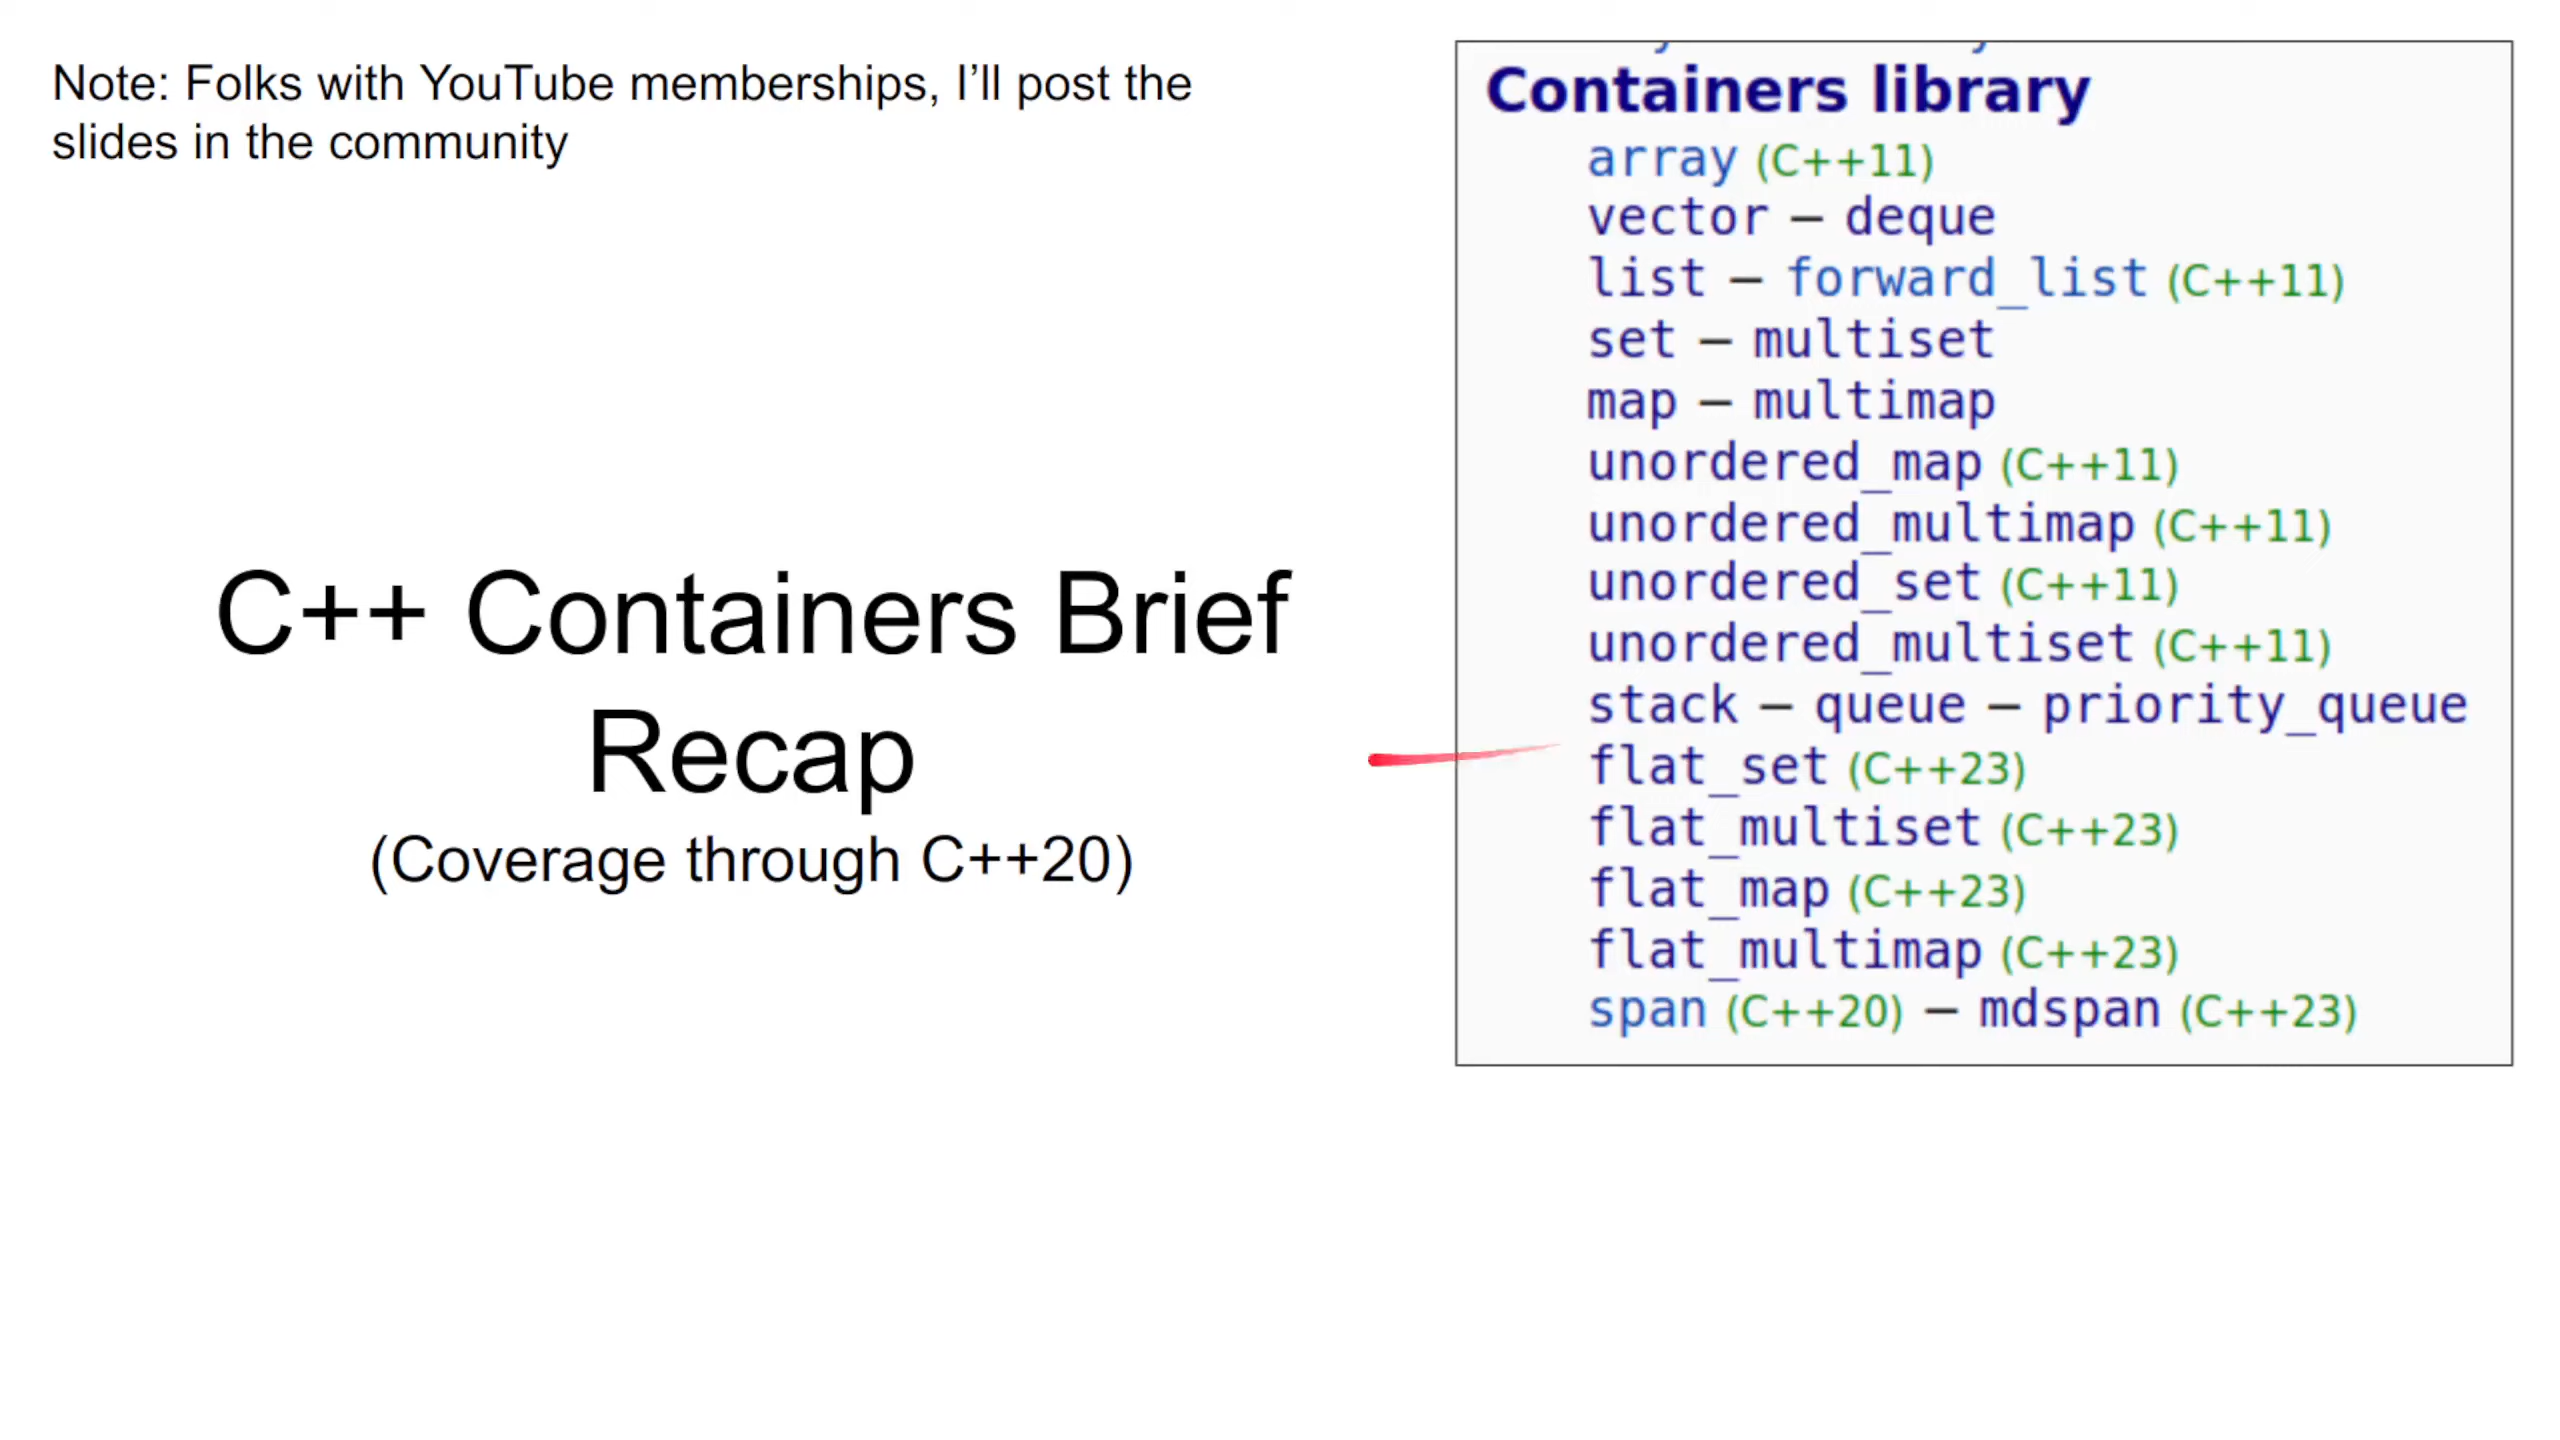 Note: Folks with YouTube memberships, I’ll post the
slides in the community
C++ Containers Brief
Recap
(Coverage through C++20)
Containers library
array (C++11)
vector – deque
list – forward_list (C++11)
set – multiset
map – multimap
unordered_map (C++11)
unordered_multimap (C++11)
unordered_set (C++11)
unordered_multiset (C++11)
stack – queue – priority_queue
flat_set (C++23)
flat_multiset (C++23)
flat_map (C++23)
flat_multimap (C++23)
span (C++20) – mdspan (C++23)